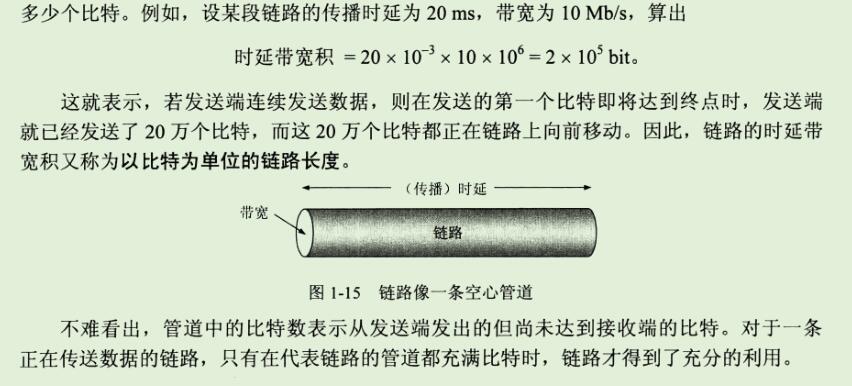 多少个比特。例如，设某段链路的传播时延为 20 ms，带宽为 10 Mb/s，算出
时延带宽积 = 20 × 10⁻³ × 10 × 10⁶ = 2 × 10⁵ bit。
这就表示，若发送端连续发送数据，则在发送的第一个比特即将达到终点时，发送端
就已经发送了 20 万个比特，而这 20 万个比特都正在链路上向前移动。因此，链路的时延带
宽积又称为以比特为单位的链路长度。
（传播）时延
带宽
链路
图 1-15 链路像一条空心管道
不难看出，管道中的比特数表示从发送端发出的但尚未达到接收端的比特。对于一条
正在传送数据的链路，只有在代表链路的管道都充满比特时，链路才得到了充分的利用。